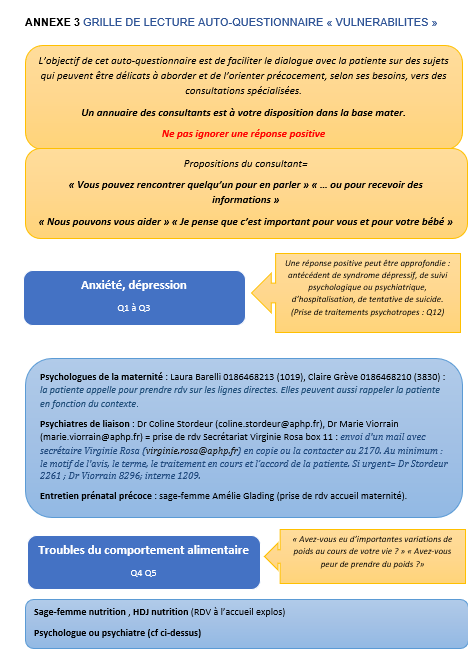 ANNEXE 3 GRILLE DE LECTURE AUTO-QUESTIONNAIRE « VULNERABILITES »
L'objectif de cet auto-questionnaire est de faciliter le dialogue avec la patiente sur des sujets
qui peuvent être délicats à aborder et de l'orienter précocement, selon ses besoins, vers des
consultations spécialisées.
Un annuaire des consultants est à votre disposition dans la base mater.
Ne pas ignorer une réponse positive
Propositions du consultant=
« Vous pouvez rencontrer quelqu'un pour en parler » « ... ou pour recevoir des
informations »
« Nous pouvons vous aider » « Je pense que c'est important pour vous et pour votre bébé »
Anxiété, dépression
Q1 à Q3
Une réponse positive peut être approfondie :
antécédent de syndrome dépressif, de suivi
psychologique ou psychiatrique,
d'hospitalisation, de tentative de suicide.
(Prise de traitements psychotropes : Q12)
Psychologues de la maternité : Laura Barelli 0186468213 (1019), Claire Grève 0186468210 (3830) :
la patiente appelle pour prendre rdv sur les lignes directes. Elles peuvent aussi rappeler la patiente
en fonction du contexte.
Psychiatres de liaison : Dr Coline Stordeur (coline.stordeur@aphp.fr), Dr Marie Viorrain
(marie.viorrain@aphp.fr) = prise de rdv Secrétariat Virginie Rosa box 11 : envoi d'un mail avec
secrétaire Virginie Rosa (virginie.rosa@aphp.fr) en copie ou la contacter au 2170. Au minimum :
le motif de l'avis, le terme, le traitement en cours et l'accord de la patiente. Si urgent= Dr Stordeur
2261 ; Dr Viorrain 8296; interne 1209.
Entretien prénatal précoce : sage-femme Amélie Glading (prise de rdv accueil maternité).
Troubles du comportement alimentaire
Q4 Q5
« Avez-vous eu d'importantes variations de
poids au cours de votre vie ? » « Avez-vous
peur de prendre du poids ?»
Sage-femme nutrition , HDJ nutrition (RDV à l'accueil explos)
Psychologue ou psychiatre (cf ci-dessus)